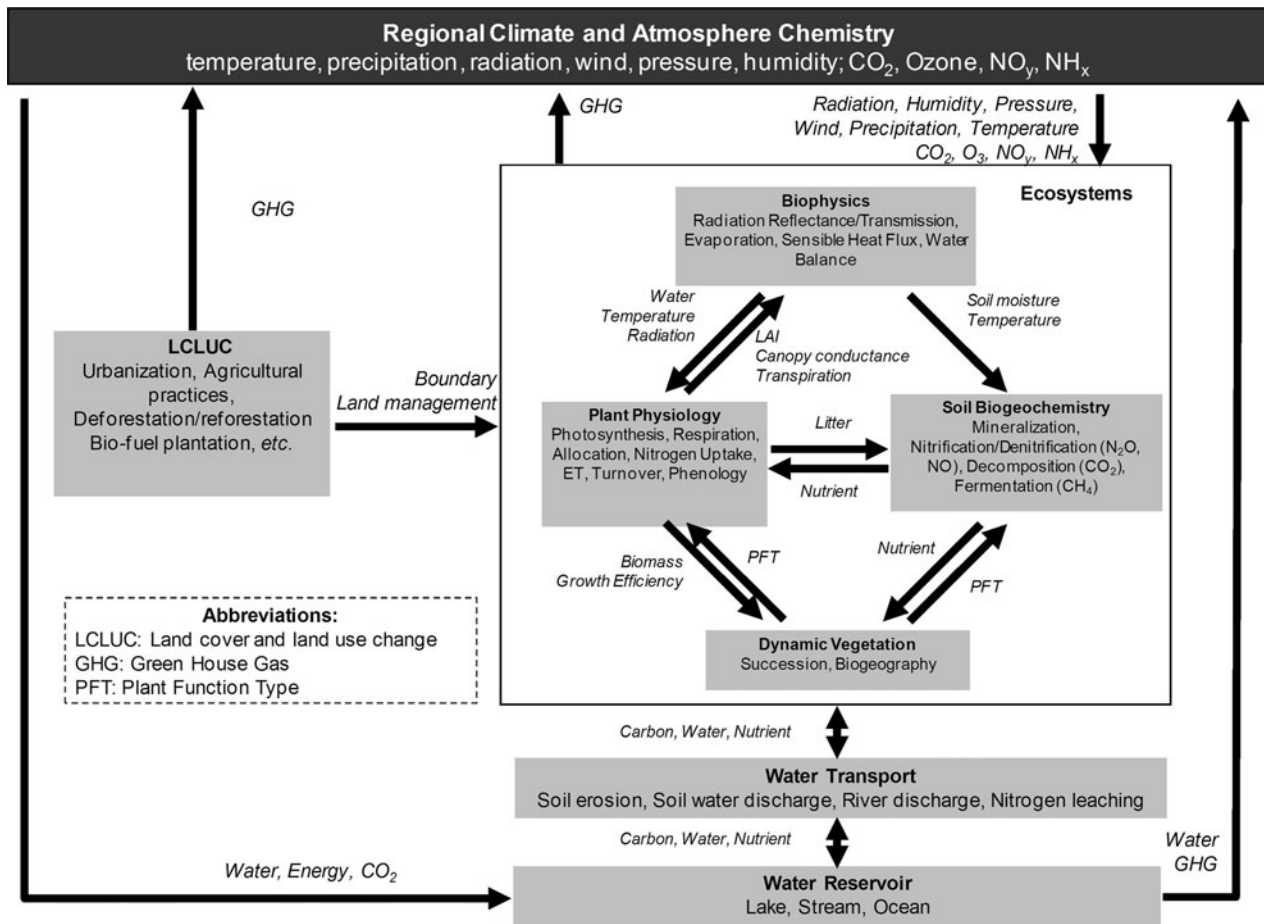 Regional Climate and Atmosphere Chemistry
temperature, precipitation, radiation, wind, pressure, humidity; CO₂, Ozone, NOy, NHx
GHG
Radiation, Humidity, Pressure,
Wind, Precipitation, Temperature
CO₂, O₃, NOy, NHx
GHG
Ecosystems
Biophysics
Radiation Reflectance/Transmission,
Evaporation, Sensible Heat Flux, Water
Balance
Water
Temperature
Radiation
LAI
Canopy conductance
Transpiration
Soil moisture
Temperature
LCLUC
Urbanization, Agricultural
practices,
Deforestation/reforestation
Bio-fuel plantation, etc.
Boundary
Land management
Plant Physiology
Photosynthesis, Respiration,
Allocation, Nitrogen Uptake,
ET, Turnover, Phenology
Litter
Nutrient
Soil Biogeochemistry
Mineralization,
Nitrification/Denitrification (N₂O,
NO), Decomposition (CO₂),
Fermentation (CH₄)
Biomass
Growth Efficiency
PFT
Nutrient
PFT
Dynamic Vegetation
Succession, Biogeography
Abbreviations:
LCLUC: Land cover and land use change
GHG: Green House Gas
PFT: Plant Function Type
Carbon, Water, Nutrient
Water Transport
Soil erosion, Soil water discharge, River discharge, Nitrogen leaching
Carbon, Water, Nutrient
Water, Energy, CO₂
Water Reservoir
Lake, Stream, Ocean
Water
GHG